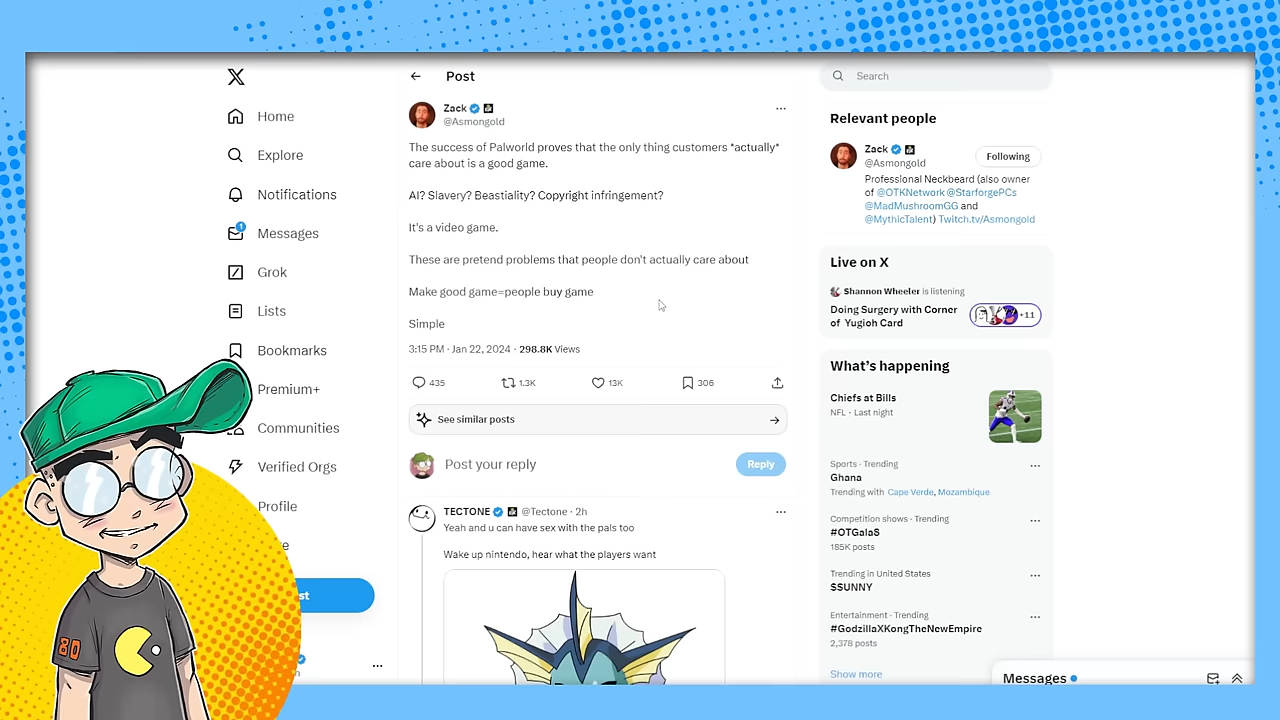 Home
Explore
Notifications
1
Messages
Grok
Lists
Bookmarks
Premium+
Communities
Verified Orgs
Profile
80
Post
Zack
@Asmongold
The success of Palworld proves that the only thing customers *actually*
care about is a good game.
AI? Slavery? Beastiality? Copyright infringement?
It's a video game.
These are pretend problems that people don't actually care about
Make good game=people buy game
Simple
3:15 PM · Jan 22, 2024 · 298.8K Views
435 1.3K 13K 306
See similar posts
Post your reply Reply
TECTONE @Tectone · 2h
Yeah and u can have sex with the pals too
Wake up nintendo, hear what the players want
Search
Relevant people
Zack
@Asmongold
Following
Professional Neckbeard (also owner
of @OTKNetwork @StarforgePCs
@MadMushroomGG and
@MythicTalent) Twitch.tv/Asmongold
Live on X
Shannon Wheeler is listening
Doing Surgery with Corner
of Yugioh Card
+11
What's happening
Chiefs at Bills
NFL · Last night
Sports · Trending
Ghana
Trending with Cape Verde, Mozambique
Competition shows · Trending
#OTGala8
185K posts
Trending in United States
$SUNNY
Entertainment · Trending
#GodzillaXKongTheNewEmpire
2,378 posts
Show more
Messages